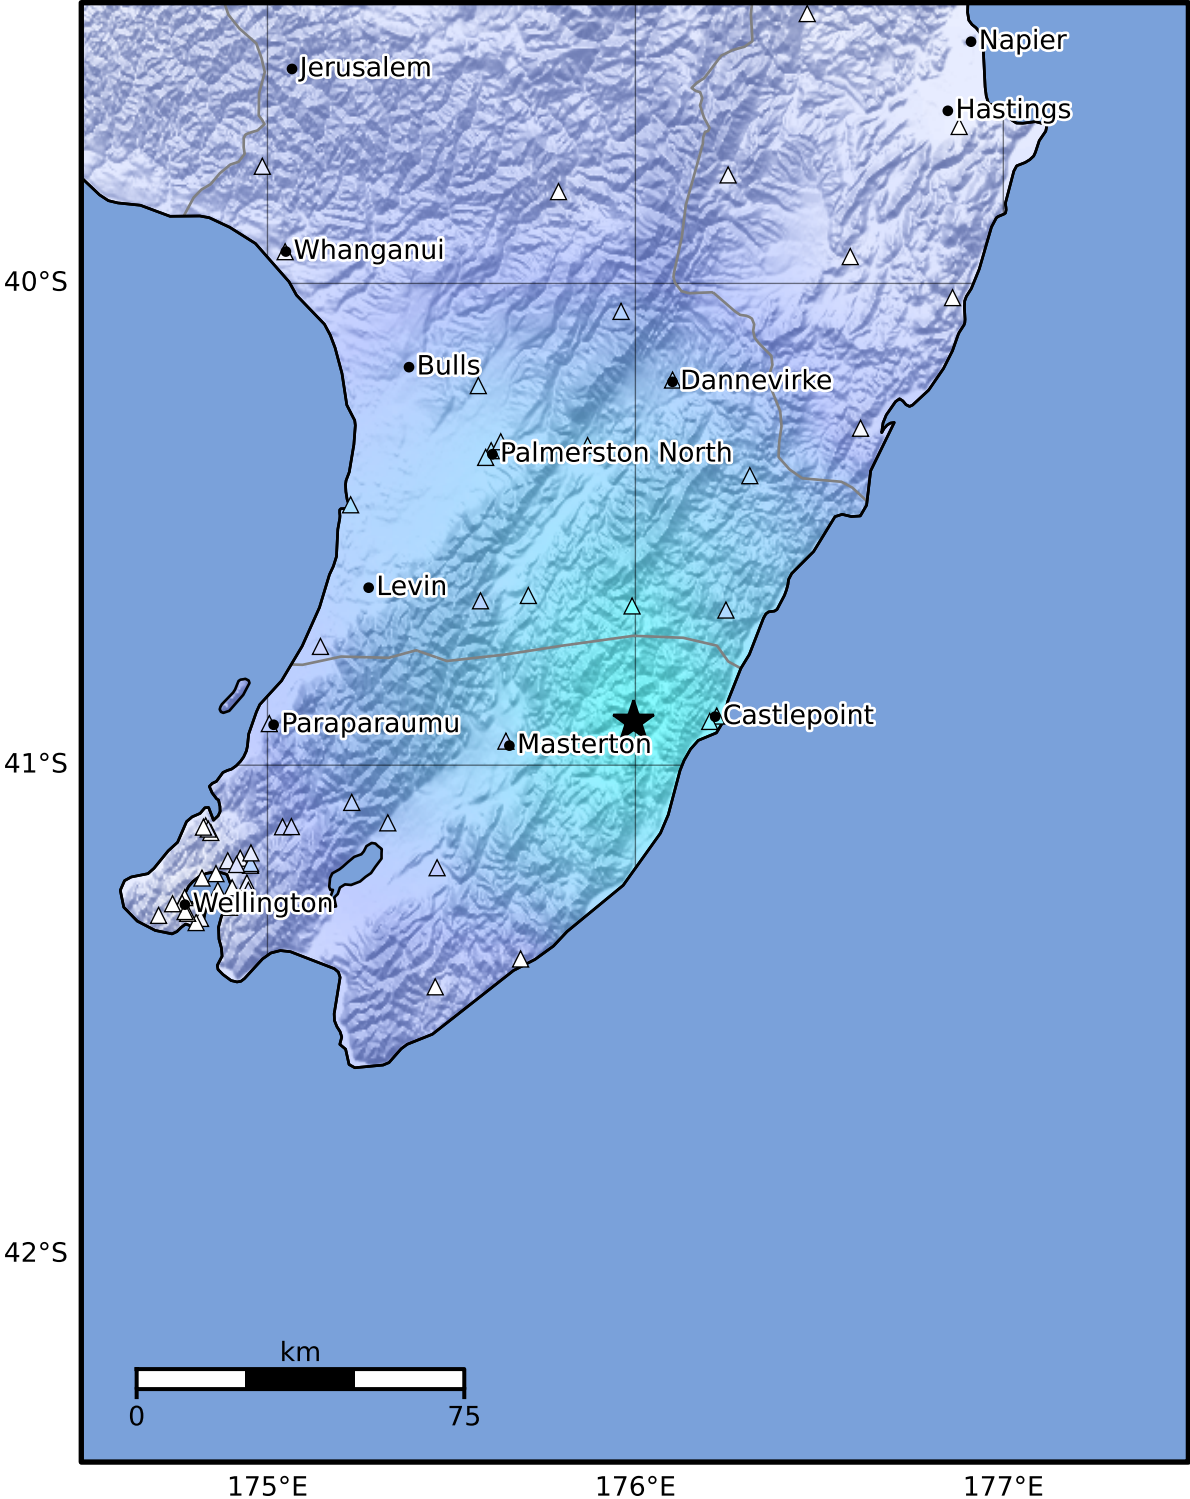 Napier
Jerusalem
Hastings
Whanganui
40°S
Bulls
Dannevirke
Palmerston North
Levin
Castlepoint
Paraparaumu
Masterton
41°S
Wellington
42°S
km
0 75
175°E 176°E 177°E